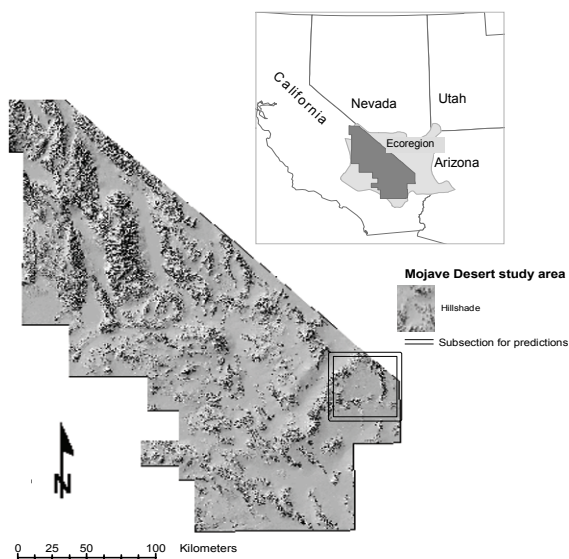 California
Nevada
Utah
Ecoregion
Arizona
Mojave Desert study area
Hillshade
Subsection for predictions
N
0 25 50 100 Kilometers